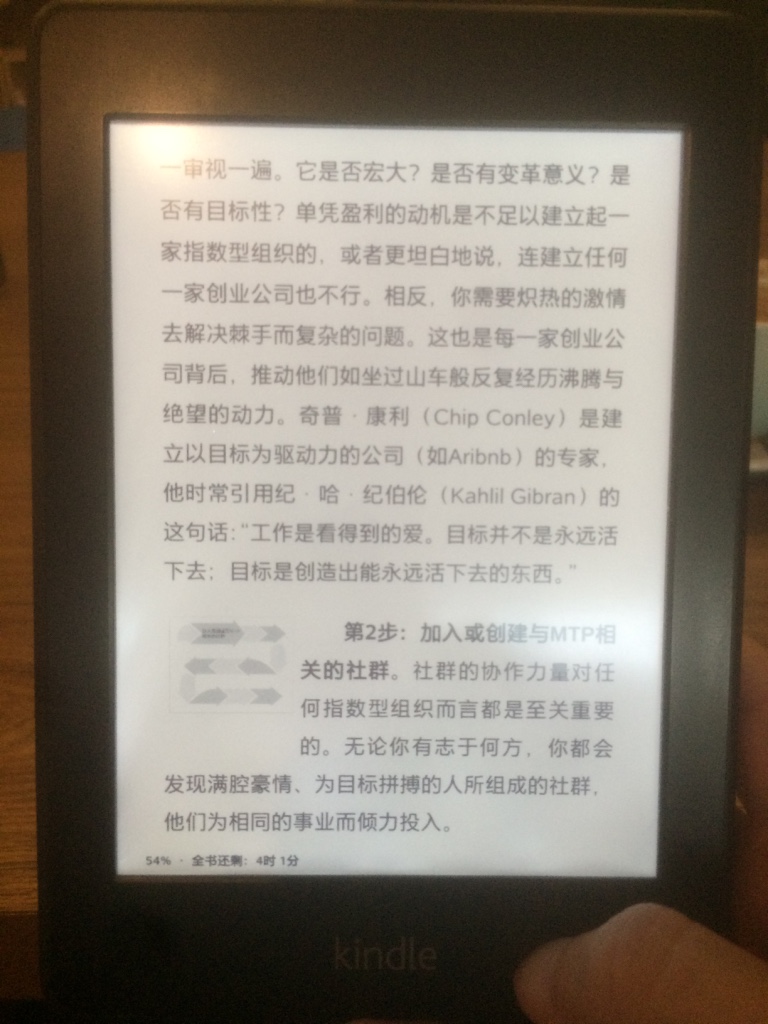 一审视一遍。它是否宏大？是否有变革意义？是
否有目标性？单凭盈利的动机是不足以建立起一
家指数型组织的，或者更坦白地说，连建立任何
一家创业公司也不行。相反，你需要炽热的激情
去解决棘手而复杂的问题。这也是每一家创业公
司背后，推动他们如坐过山车般反复经历沸腾与
绝望的动力。奇普·康利（Chip Conley）是建
立以目标为驱动力的公司（如Aribnb）的专家，
他时常引用纪·哈·纪伯伦（Kahlil Gibran）的
这句话：“工作是看得到的爱。目标并不是永远活
下去；目标是创造出能永远活下去的东西。”
第2步：加入或创建与MTP相
关的社群。社群的协作力量对任
何指数型组织而言都是至关重要
的。无论你有志于何方，你都会
发现满腔豪情、为目标拼搏的人所组成的社群，
他们为相同的事业而倾力投入。
54% · 全书还剩：4时 1分
kindle